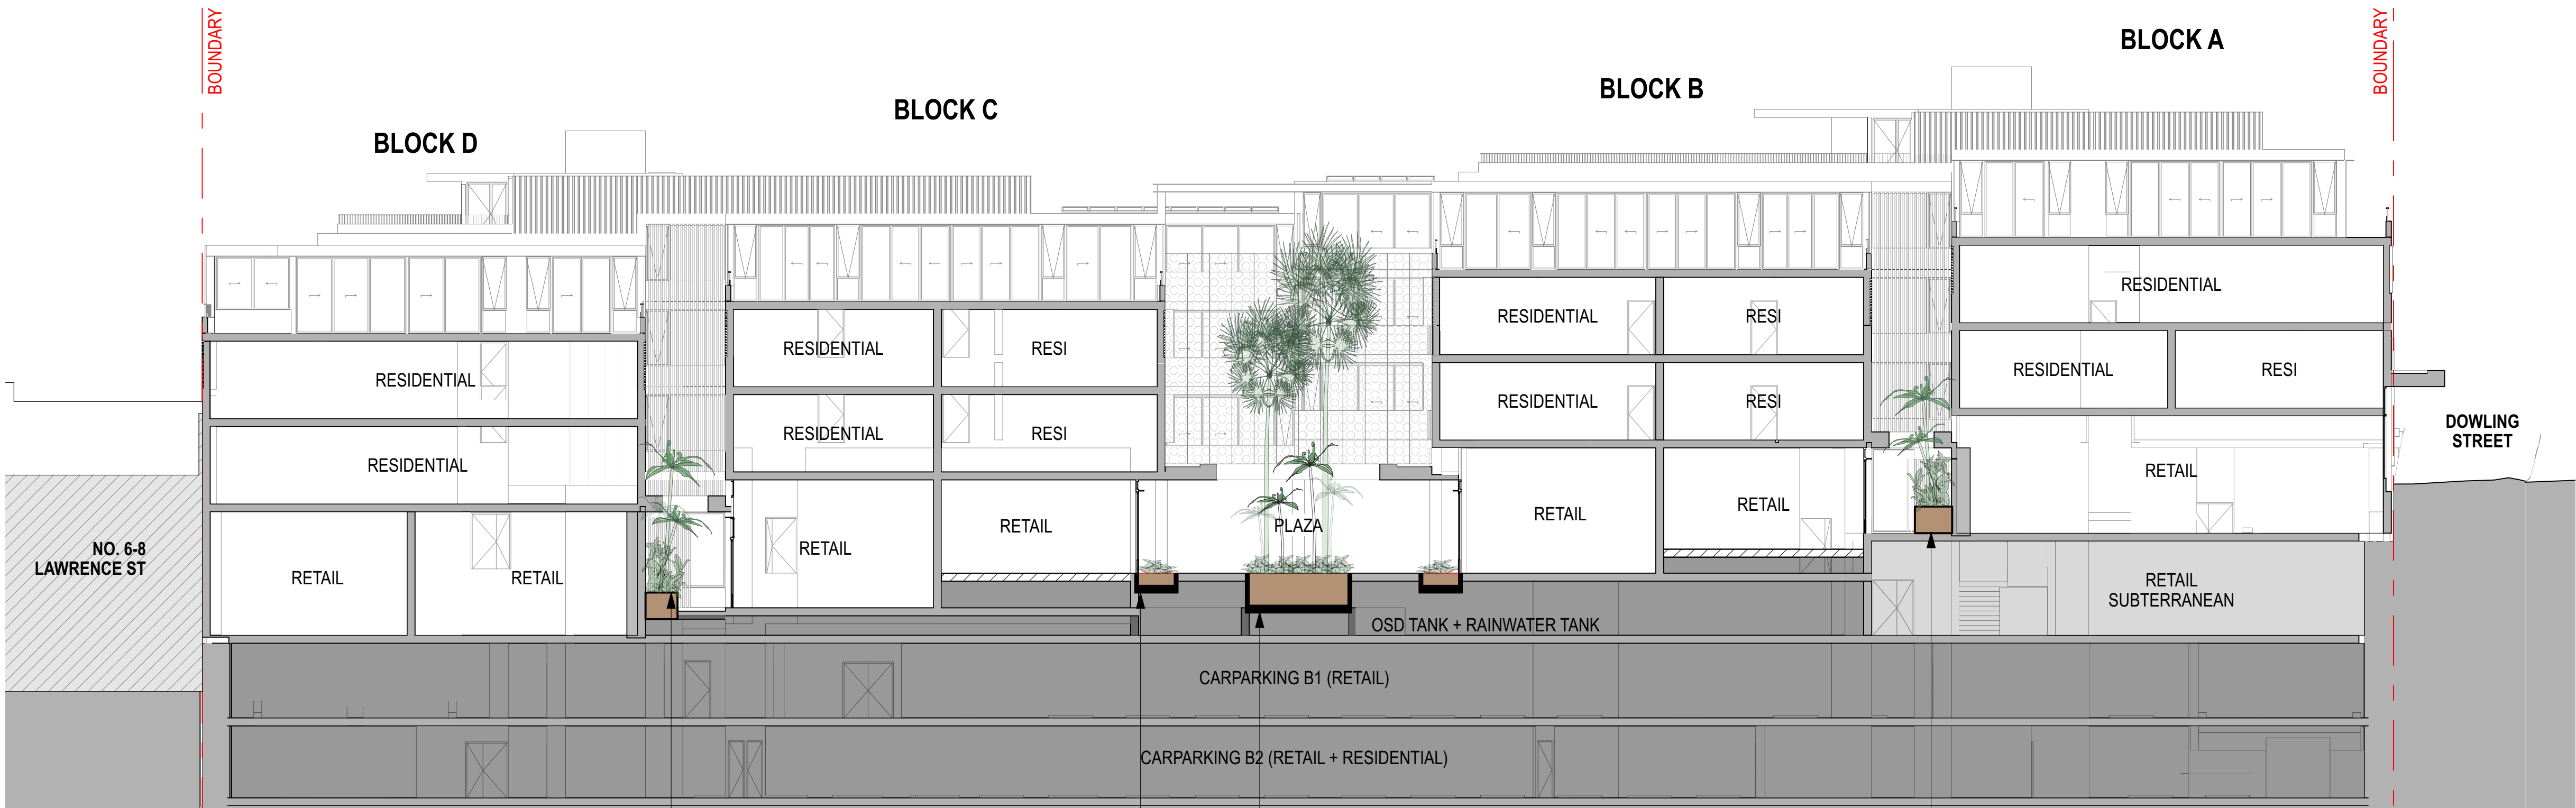 BOUNDARY
BOUNDARY
BLOCK A
BLOCK B
BLOCK C
BLOCK D
RESIDENTIAL
RESIDENTIAL
RESI
RESIDENTIAL
RESI
RESIDENTIAL
RESIDENTIAL
RESI
RESIDENTIAL
RESI
RESIDENTIAL
RESI
RESIDENTIAL
DOWLING
STREET
RETAIL
RETAIL
RETAIL
RETAIL
PLAZA
RETAIL
NO. 6-8
LAWRENCE ST
RETAIL
RETAIL
RETAIL
SUBTERRANEAN
OSD TANK + RAINWATER TANK
CARPARKING B1 (RETAIL)
CARPARKING B2 (RETAIL + RESIDENTIAL)